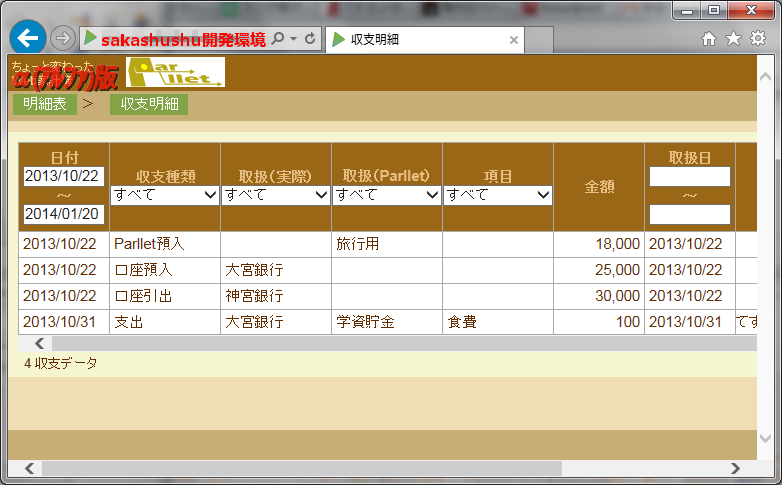 sakashushu開発環境
収支明細
ちょっと変わった
α(アルファ)版
Parllet
明細表 > 収支明細
日付 収支種類 取扱(実際) 取扱(Parllet) 項目 金額 取扱日
2013/10/22 すべて すべて すべて すべて
～ ～
2014/01/20
2013/10/22 Parllet預入 旅行用 18,000 2013/10/22
2013/10/22 口座預入 大宮銀行 25,000 2013/10/22
2013/10/22 口座引出 神宮銀行 30,000 2013/10/22
2013/10/31 支出 大宮銀行 学資貯金 食費 100 2013/10/31 てす
4 収支データ